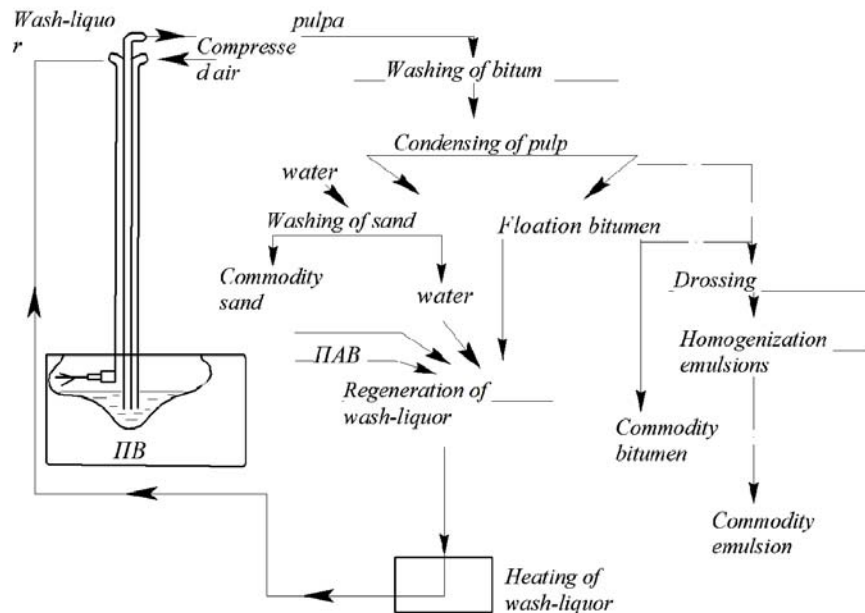 Wash-liquo
r
pulpa
Compresse
d air
Washing of bitum
Condensing of pulp
water
Washing of sand
Floation bitumen
Commodity
sand
water
Drossing
ПАВ
Homogenization
emulsions
Regeneration of
wash-liquor
Commodity
bitumen
ПВ
Commodity
emulsion
Heating of
wash-liquor